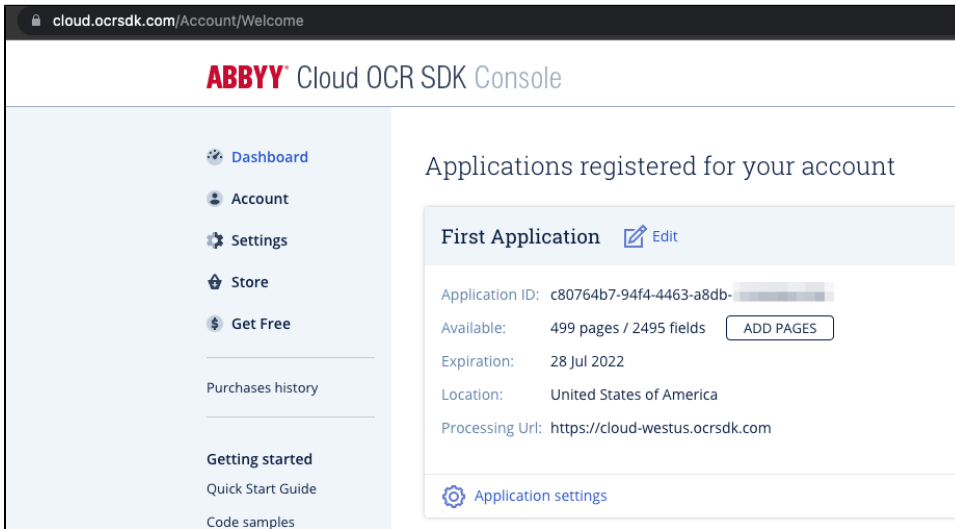 cloud.ocrsdk.com/Account/Welcome
ABBYY® Cloud OCR SDK Console
Dashboard
Account
Settings
Store
Get Free
Purchases history
Getting started
Quick Start Guide
Code samples
Applications registered for your account
First Application Edit
Application ID: c80764b7-94f4-4463-a8db-
Available: 499 pages / 2495 fields ADD PAGES
Expiration: 28 Jul 2022
Location: United States of America
Processing Url: https://cloud-westus.ocrsdk.com
Application settings